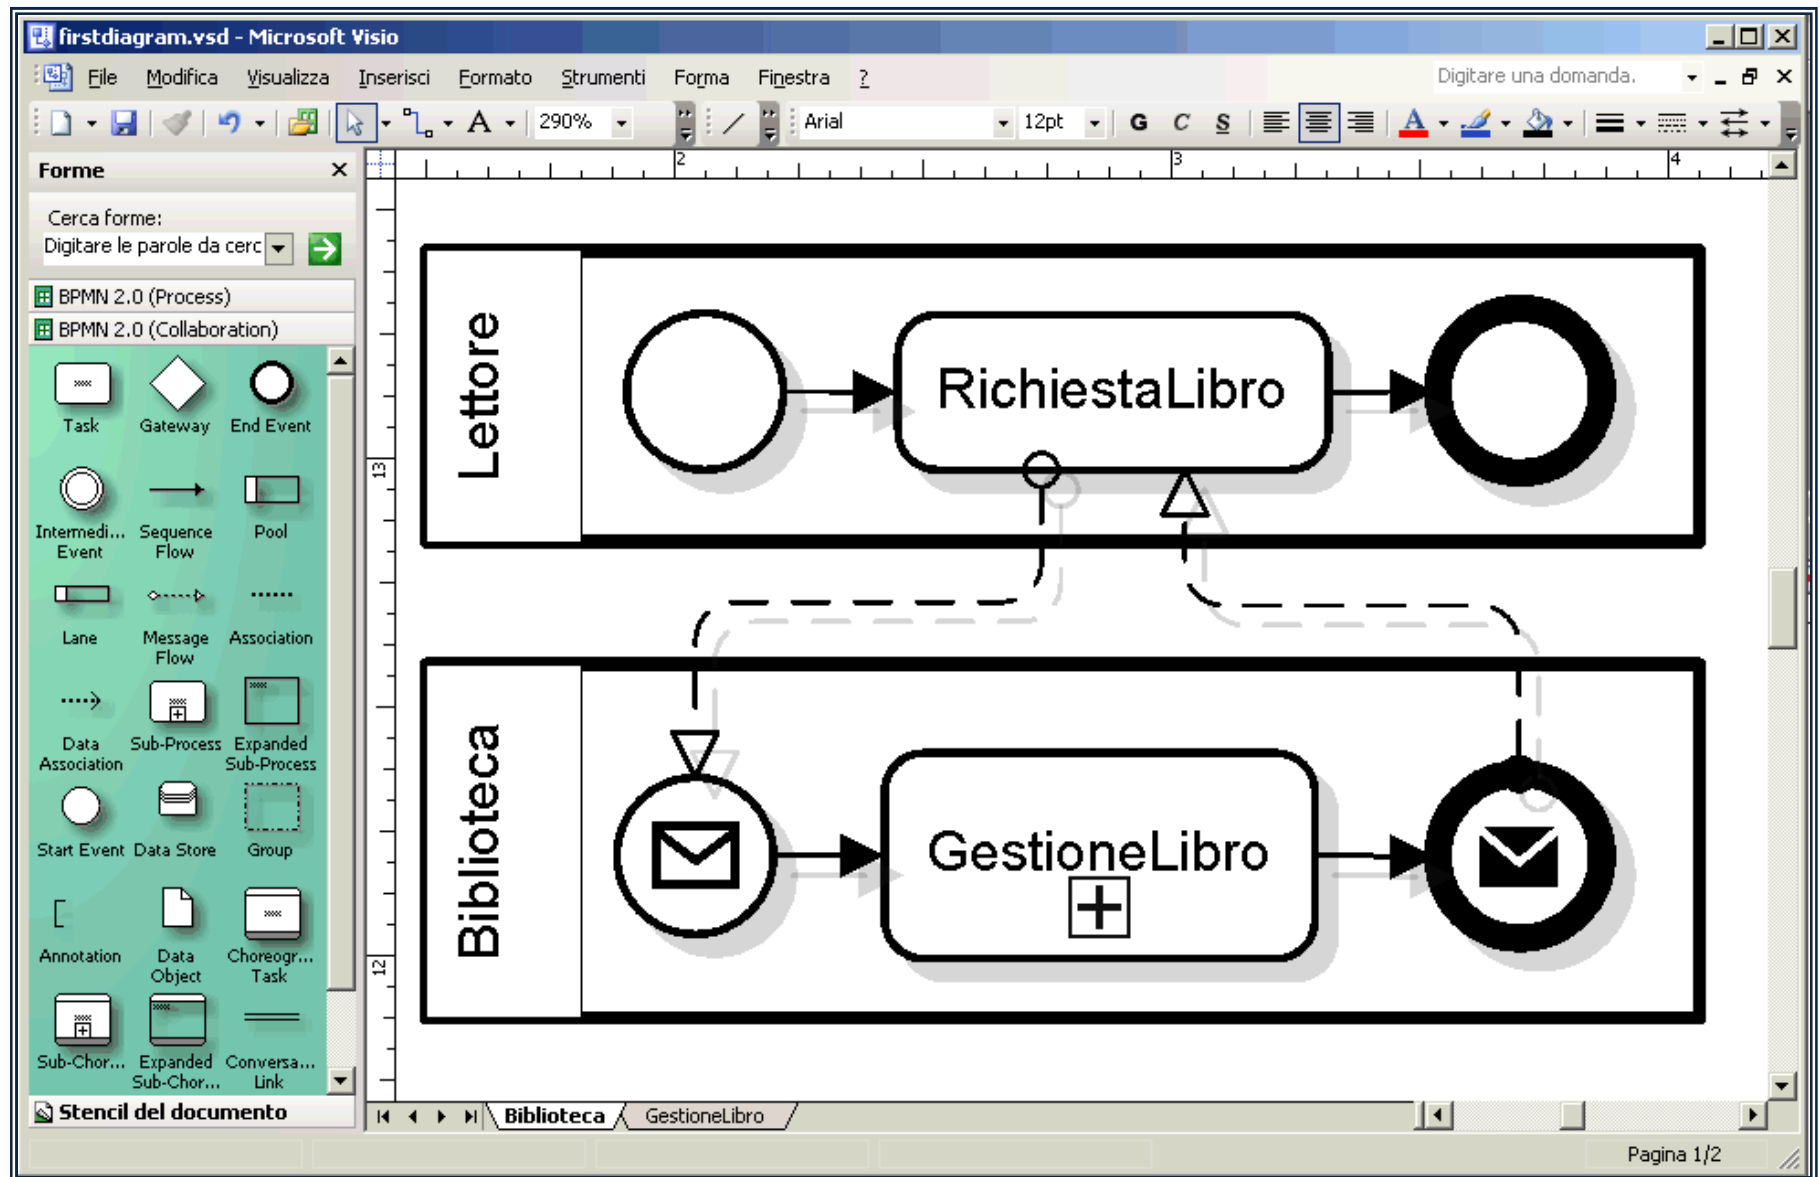 firstdiagram.vsd - Microsoft Visio
File Modifica Visualizza Inserisci Formato Strumenti Forma Finestra ?
Digitare una domanda.
A 290% Arial 12pt G C S A
Forme
Cerca forme:
Digitare le parole da cerc
BPMN 2.0 (Process)
BPMN 2.0 (Collaboration)
Task Gateway End Event
Intermedi... Sequence Pool
Event Flow
Lane Message Association
Flow
Data Sub-Process Expanded
Association Sub-Process
Start Event Data Store Group
Annotation Data Choreogr...
Object Task
Sub-Chor... Expanded Conversa...
Sub-Chor... Link
Stencil del documento
2 3 4
13
12
Lettore
RichiestaLibro
Biblioteca
GestioneLibro
Biblioteca GestioneLibro
Pagina 1/2